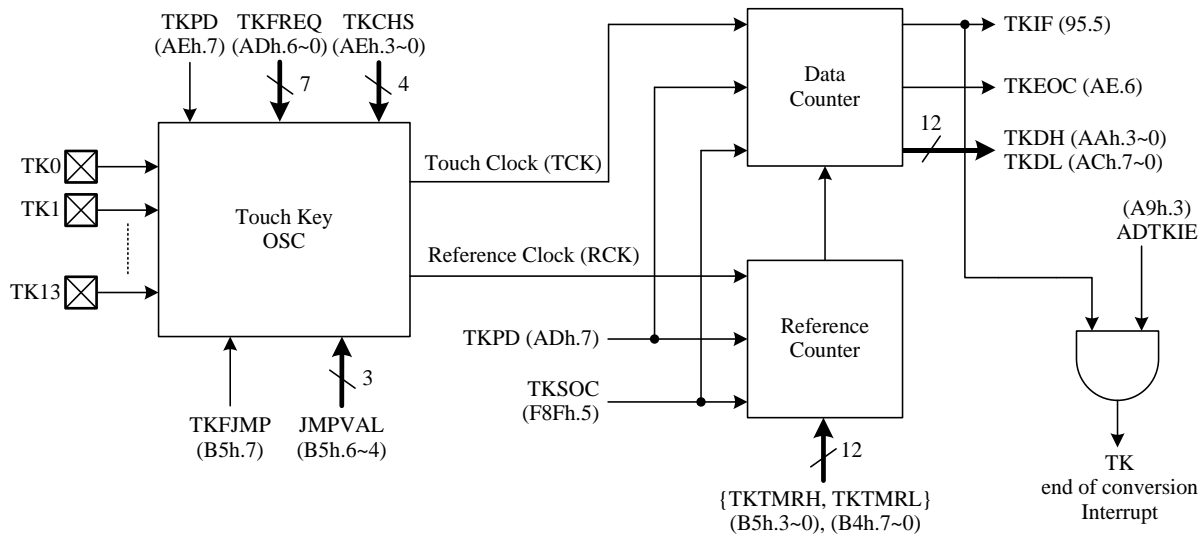 TKPD
(AEh.7)
TKFREQ
(ADh.6~0)
TKCHS
(AEh.3~0)
7
4
TK0
TK1
TK13
Touch Key
OSC
Touch Clock (TCK)
Reference Clock (RCK)
TKFJMP
(B5h.7)
JMPVAL
(B5h.6~4)
3
Data
Counter
TKIF (95.5)
TKEOC (AE.6)
12
TKDH (AAh.3~0)
TKDL (ACh.7~0)
(A9h.3)
ADTKIE
TKPD (ADh.7)
TKSOC
(F8Fh.5)
Reference
Counter
12
{TKTMRH, TKTMRL}
(B5h.3~0), (B4h.7~0)
TK
end of conversion
Interrupt